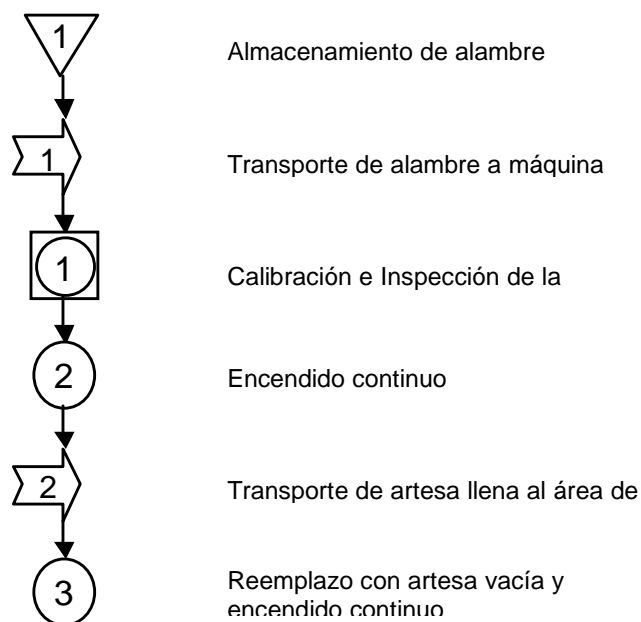 1 Almacenamiento de alambre
1 Transporte de alambre a máquina
1 Calibración e Inspección de la
2 Encendido continuo
2 Transporte de artesa llena al área de
3 Reemplazo con artesa vacía y
encendido continuo